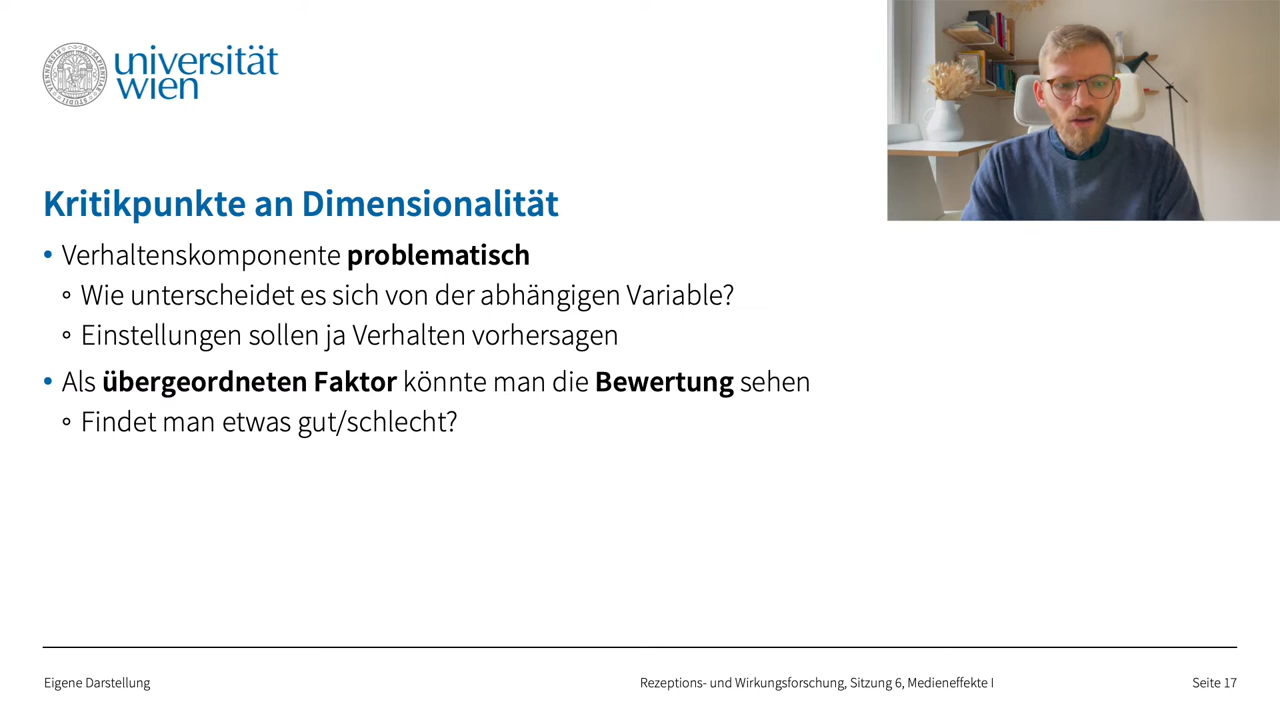 universität
wien
Kritikpunkte an Dimensionalität
• Verhaltenskomponente problematisch
∘ Wie unterscheidet es sich von der abhängigen Variable?
∘ Einstellungen sollen ja Verhalten vorhersagen
• Als übergeordneten Faktor könnte man die Bewertung sehen
∘ Findet man etwas gut/schlecht?
Eigene Darstellung
Rezeptions- und Wirkungsforschung, Sitzung 6, Medieneffekte I
Seite 17